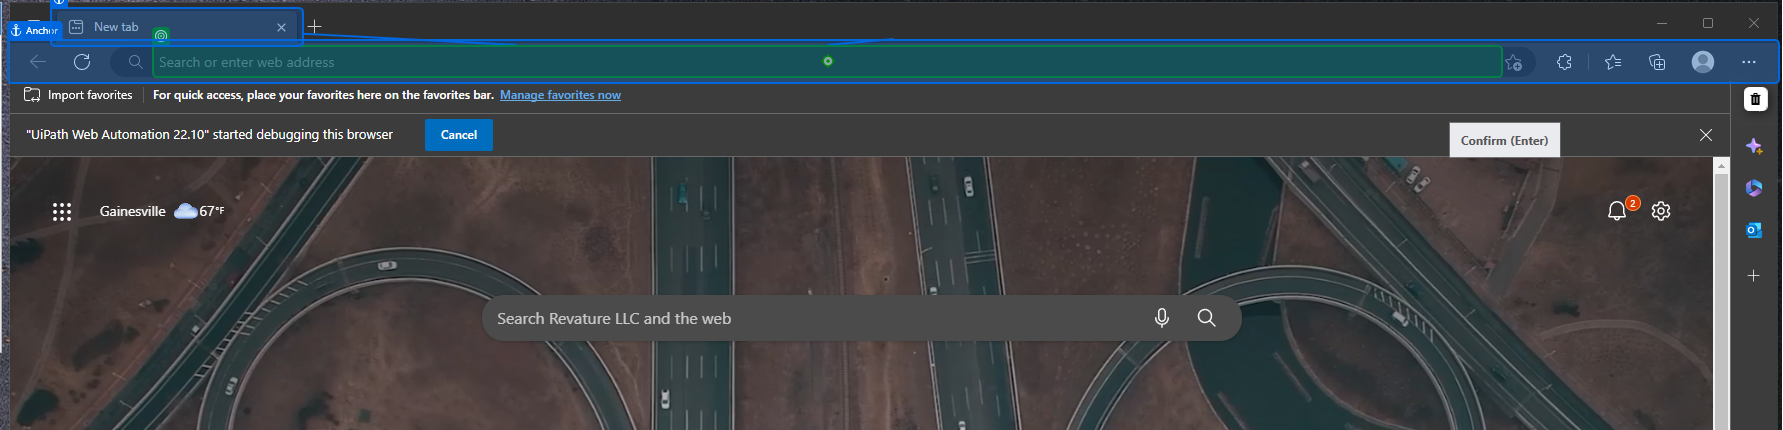 New tab
Anchor
Search or enter web address
Import favorites
For quick access, place your favorites here on the favorites bar. Manage favorites now
"UiPath Web Automation 22.10" started debugging this browser
Cancel
Confirm (Enter)
Gainesville 67°F
2
Search Revature LLC and the web